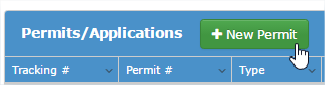 Permits/Applications + New Permit
Tracking # Permit # Type